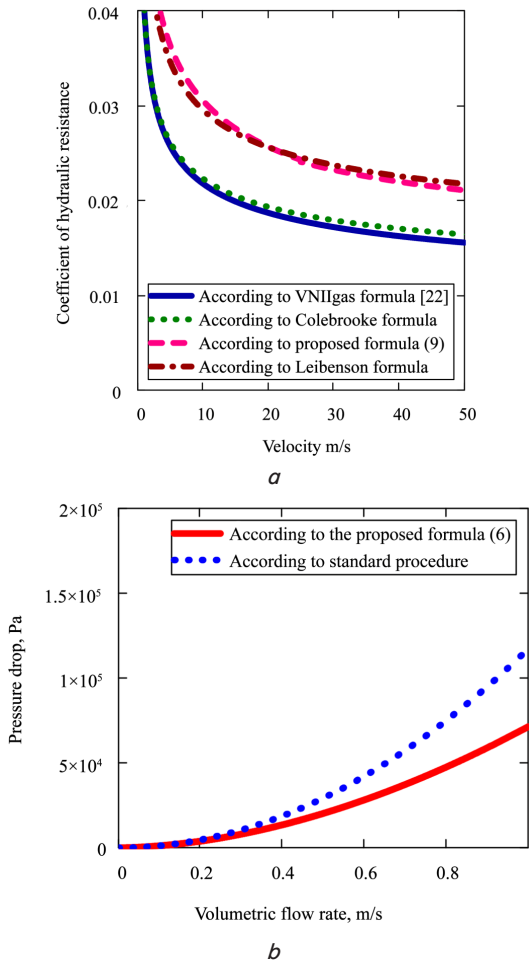 0.04
0.03
0.02
0.01
0
Coefficient of hydraulic resistance
According to VNIIgas formula [22]
According to Colebrooke formula
According to proposed formula (9)
According to Leibenson formula
0 10 20 30 40 50
Velocity m/s
a
2×10⁵
1.5×10⁵
1×10⁵
5×10⁴
0
Pressure drop, Pa
According to the proposed formula (6)
According to standard procedure
0 0.2 0.4 0.6 0.8
Volumetric flow rate, m/s
b